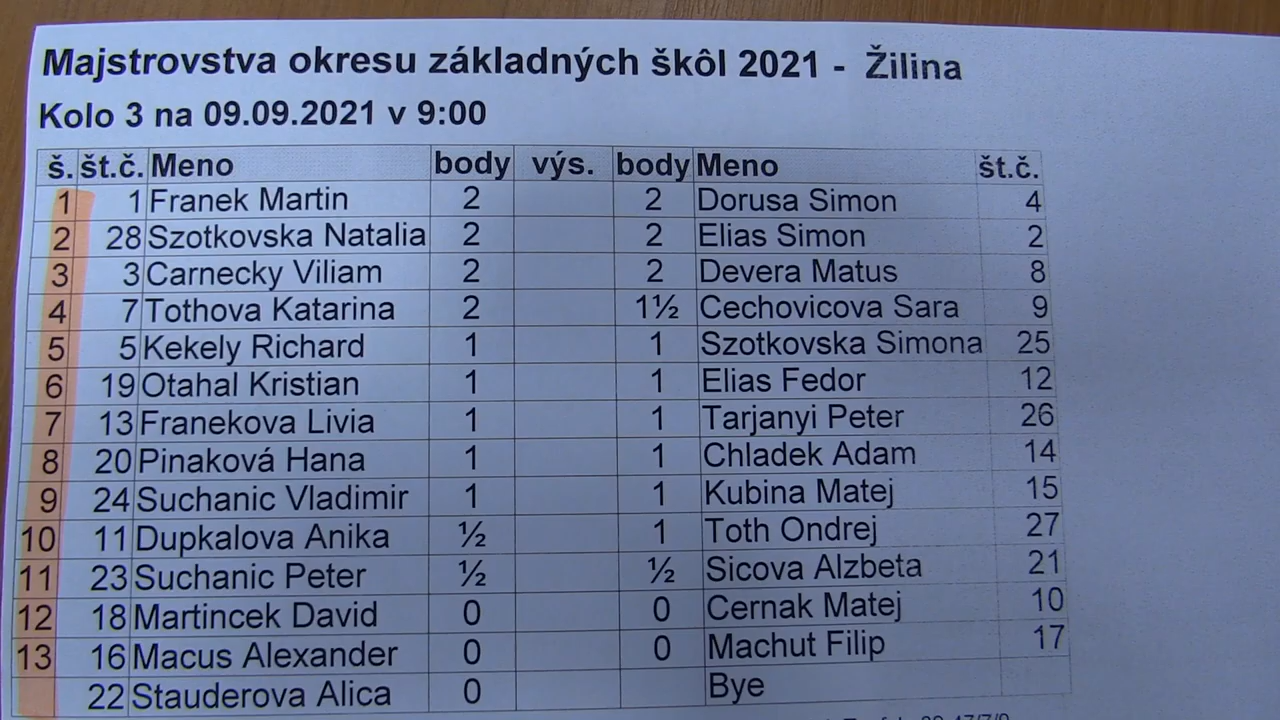 Majstrovstva okresu základných škôl 2021 - Žilina
Kolo 3 na 09.09.2021 v 9:00
š. št.č. Meno body výs. body Meno št.č.
1 1 Franek Martin 2 2 Dorusa Simon 4
2 28 Szotkovska Natalia 2 2 Elias Simon 2
3 3 Carnecky Viliam 2 2 Devera Matus 8
4 7 Tothova Katarina 2 1½ Cechovicova Sara 9
5 5 Kekely Richard 1 1 Szotkovska Simona 25
6 19 Otahal Kristian 1 1 Elias Fedor 12
7 13 Franekova Livia 1 1 Tarjanyi Peter 26
8 20 Pinaková Hana 1 1 Chladek Adam 14
9 24 Suchanic Vladimir 1 1 Kubina Matej 15
10 11 Dupkalova Anika ½ 1 Toth Ondrej 27
11 23 Suchanic Peter ½ ½ Sicova Alzbeta 21
12 18 Martincek David 0 0 Cernak Matej 10
13 16 Macus Alexander 0 0 Machut Filip 17
22 Stauderova Alica 0 Bye